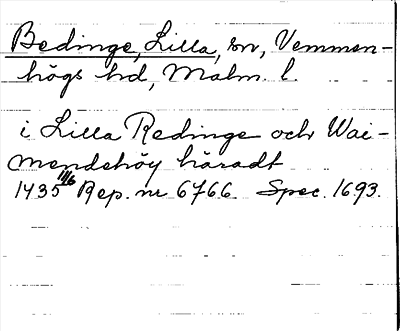 Bedinge, Lilla, sn, Vemmen-
högs hd, Malm. l.
i Lilla Redinge och Wai-
mendehöy häradt
1435 11/6 Rep. nr 6766. Spec. 1693.